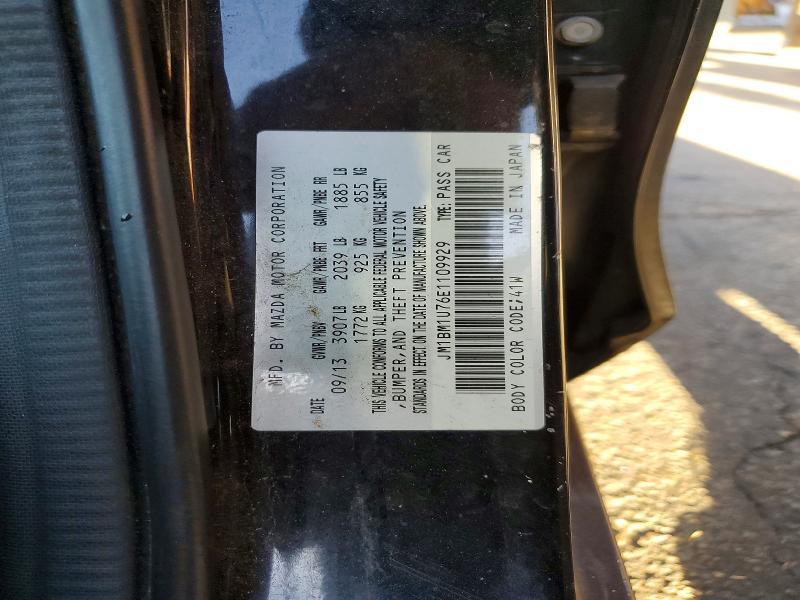 MFD. BY MAZDA MOTOR CORPORATION
DATE GVWR/PNBV GAWR/PNBE FRT GAWR/PNBE RR
09/13 3907LB 2039 LB 1885 LB
1772KG 925 KG 855 KG
THIS VEHICLE CONFORMS TO ALL APPLICABLE FEDERAL MOTOR VEHICLE SAFETY
,BUMPER,AND THEFT PREVENTION
STANDARDS IN EFFECT ON THE DATE OF MANUFACTURE SHOWN ABOVE.
JM1BM1U76E1109929 TYPE: PASS CAR
BODY COLOR CODE;41W MADE IN JAPAN